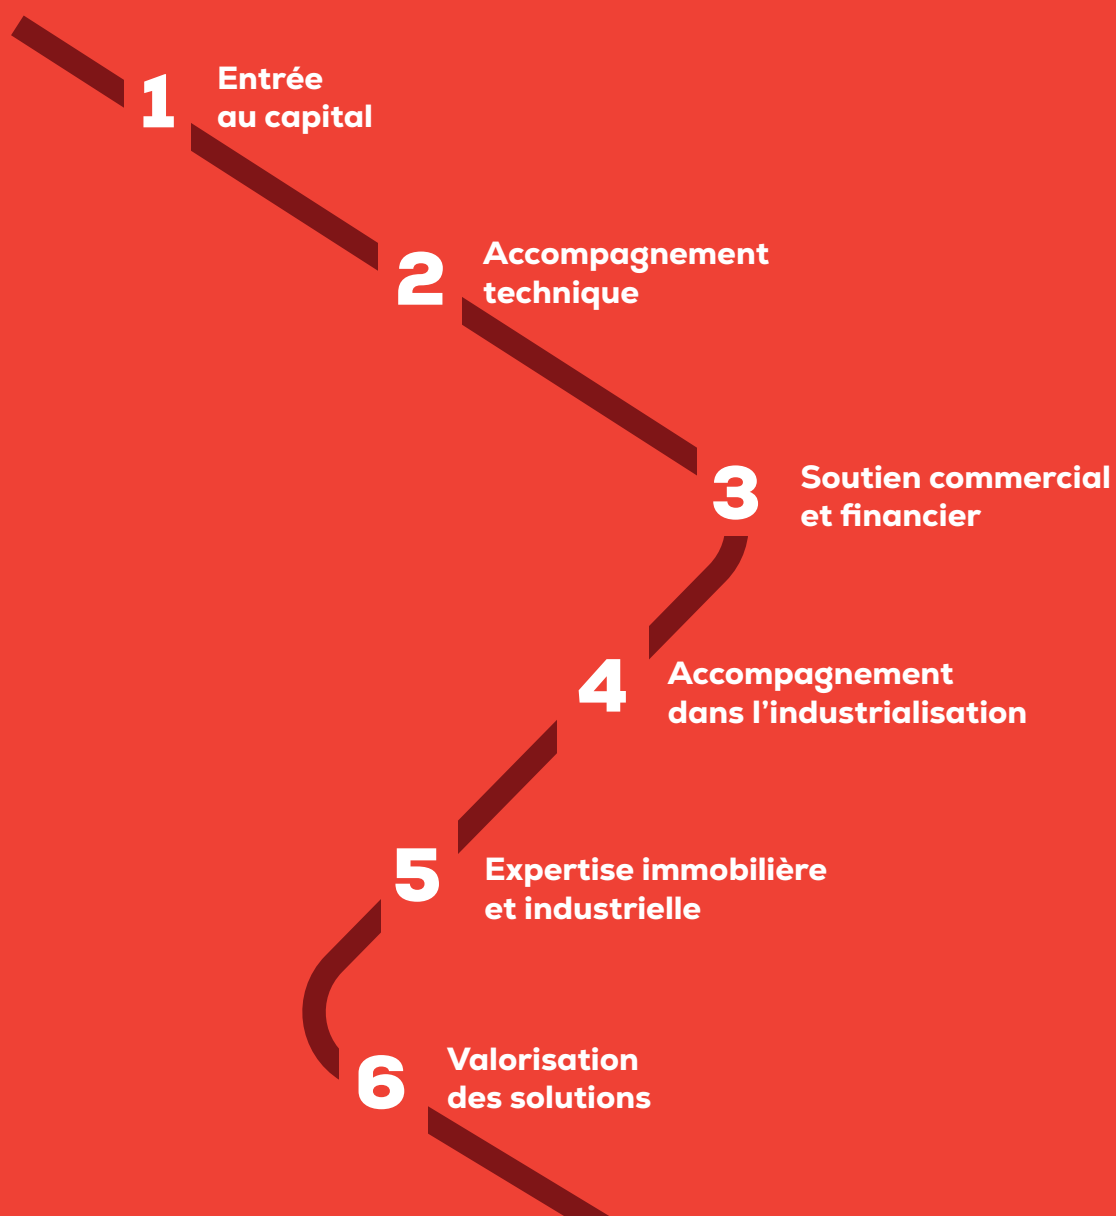 1
Entrée
au capital
2
Accompagnement
technique
3
Soutien commercial
et financier
4
Accompagnement
dans l’industrialisation
5
Expertise immobilière
et industrielle
6
Valorisation
des solutions